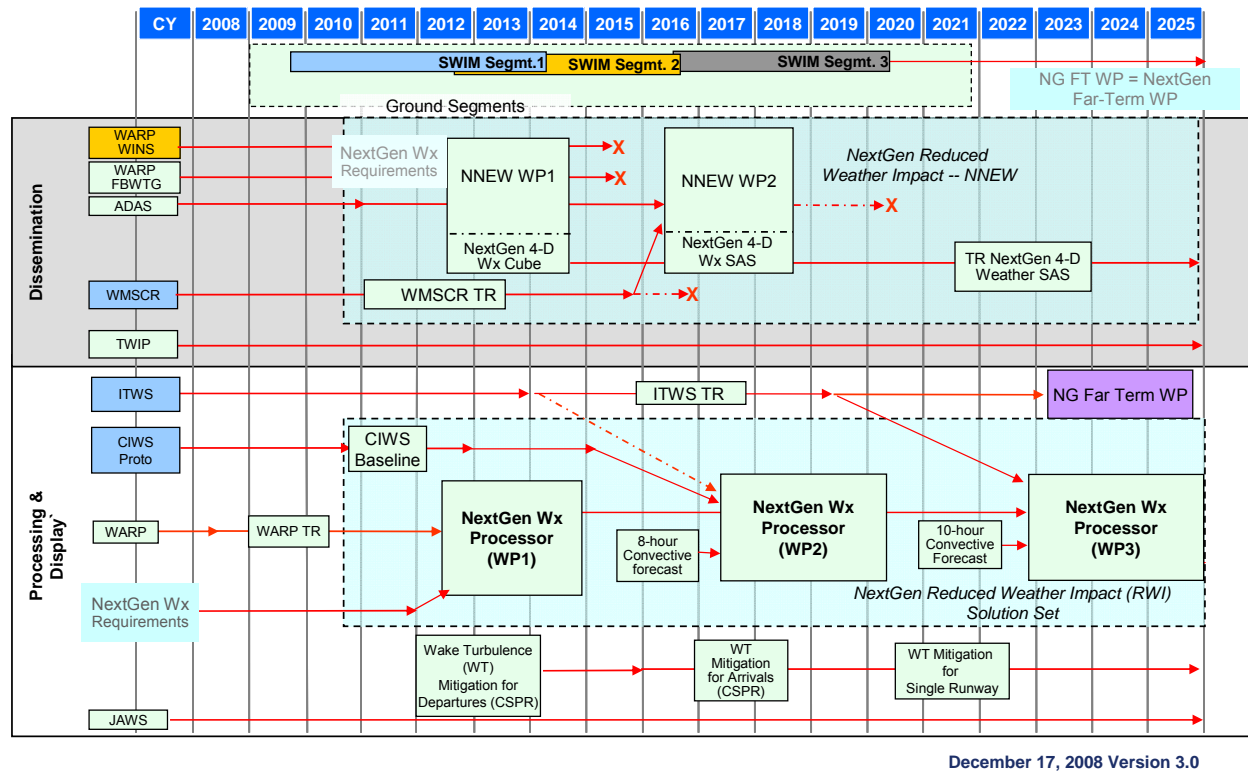 CY 2008 2009 2010 2011 2012 2013 2014 2015 2016 2017 2018 2019 2020 2021 2022 2023 2024 2025
SWIM Segmt.1
SWIM Segmt. 2
SWIM Segmt. 3
NG FT WP = NextGen
Far-Term WP
Ground Segments
Dissemination
WARP
WINS
WARP
FBWTG
ADAS
WMSCR
TWIP
NextGen Wx
Requirements
NNEW WP1
NextGen 4-D
Wx Cube
WMSCR TR
X
X
NNEW WP2
NextGen 4-D
Wx SAS
X
NextGen Reduced
Weather Impact -- NNEW
X
TR NextGen 4-D
Weather SAS
Processing &
Display`
ITWS
ITWS TR
NG Far Term WP
CIWS
Proto
CIWS
Baseline
WARP
WARP TR
NextGen Wx
Processor
(WP1)
8-hour
Convective
forecast
NextGen Wx
Processor
(WP2)
10-hour
Convective
Forecast
NextGen Wx
Processor
(WP3)
NextGen Wx
Requirements
NextGen Reduced Weather Impact (RWI)
Solution Set
Wake Turbulence
(WT)
Mitigation for
Departures (CSPR)
WT
Mitigation
for Arrivals
(CSPR)
WT Mitigation
for
Single Runway
JAWS
December 17, 2008 Version 3.0